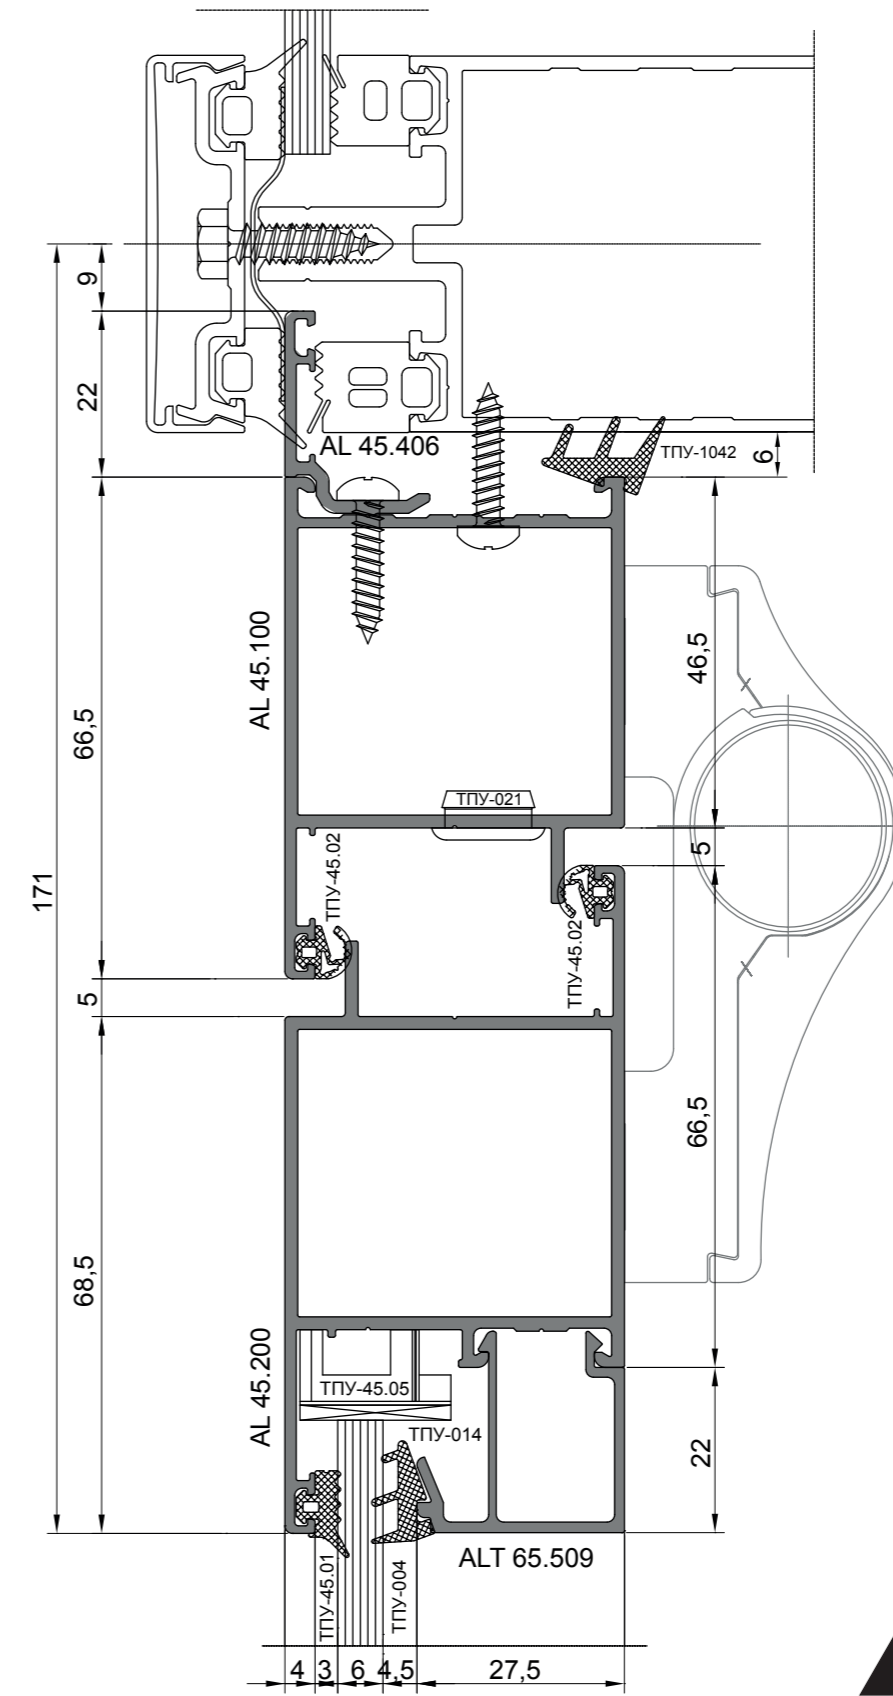 9
22
AL 45.406
ТПУ-1042
6
AL 45.100
66,5
46,5
ТПУ-021
171
ТПУ-45.02
5
ТПУ-45.02
5
66,5
68,5
AL 45.200
ТПУ-45.05
ТПУ-014
22
ALT 65.509
ТПУ-45.01
ТПУ-004
4 3 6 4,5 27,5